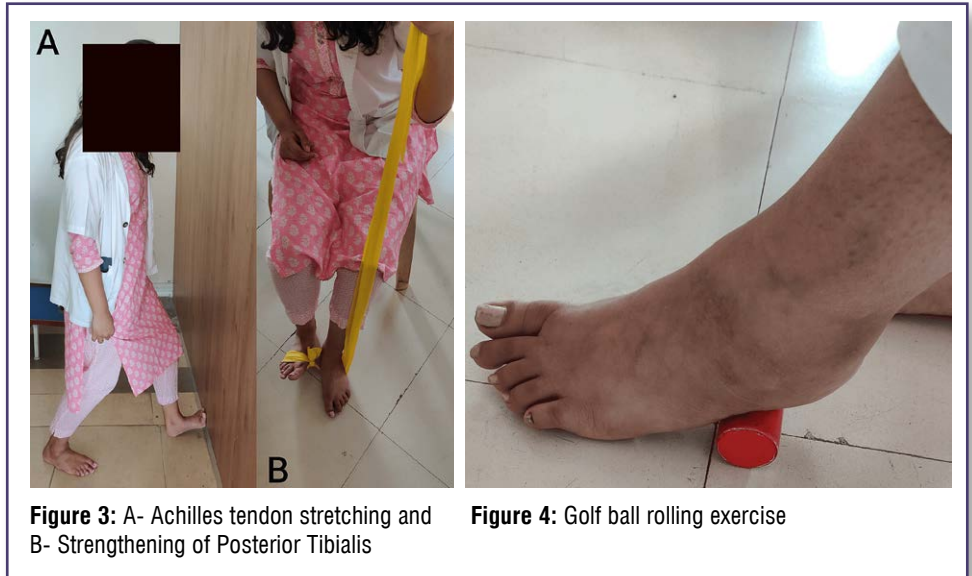 A
B
Figure 3: A- Achilles tendon stretching and
B- Strengthening of Posterior Tibialis
Figure 4: Golf ball rolling exercise